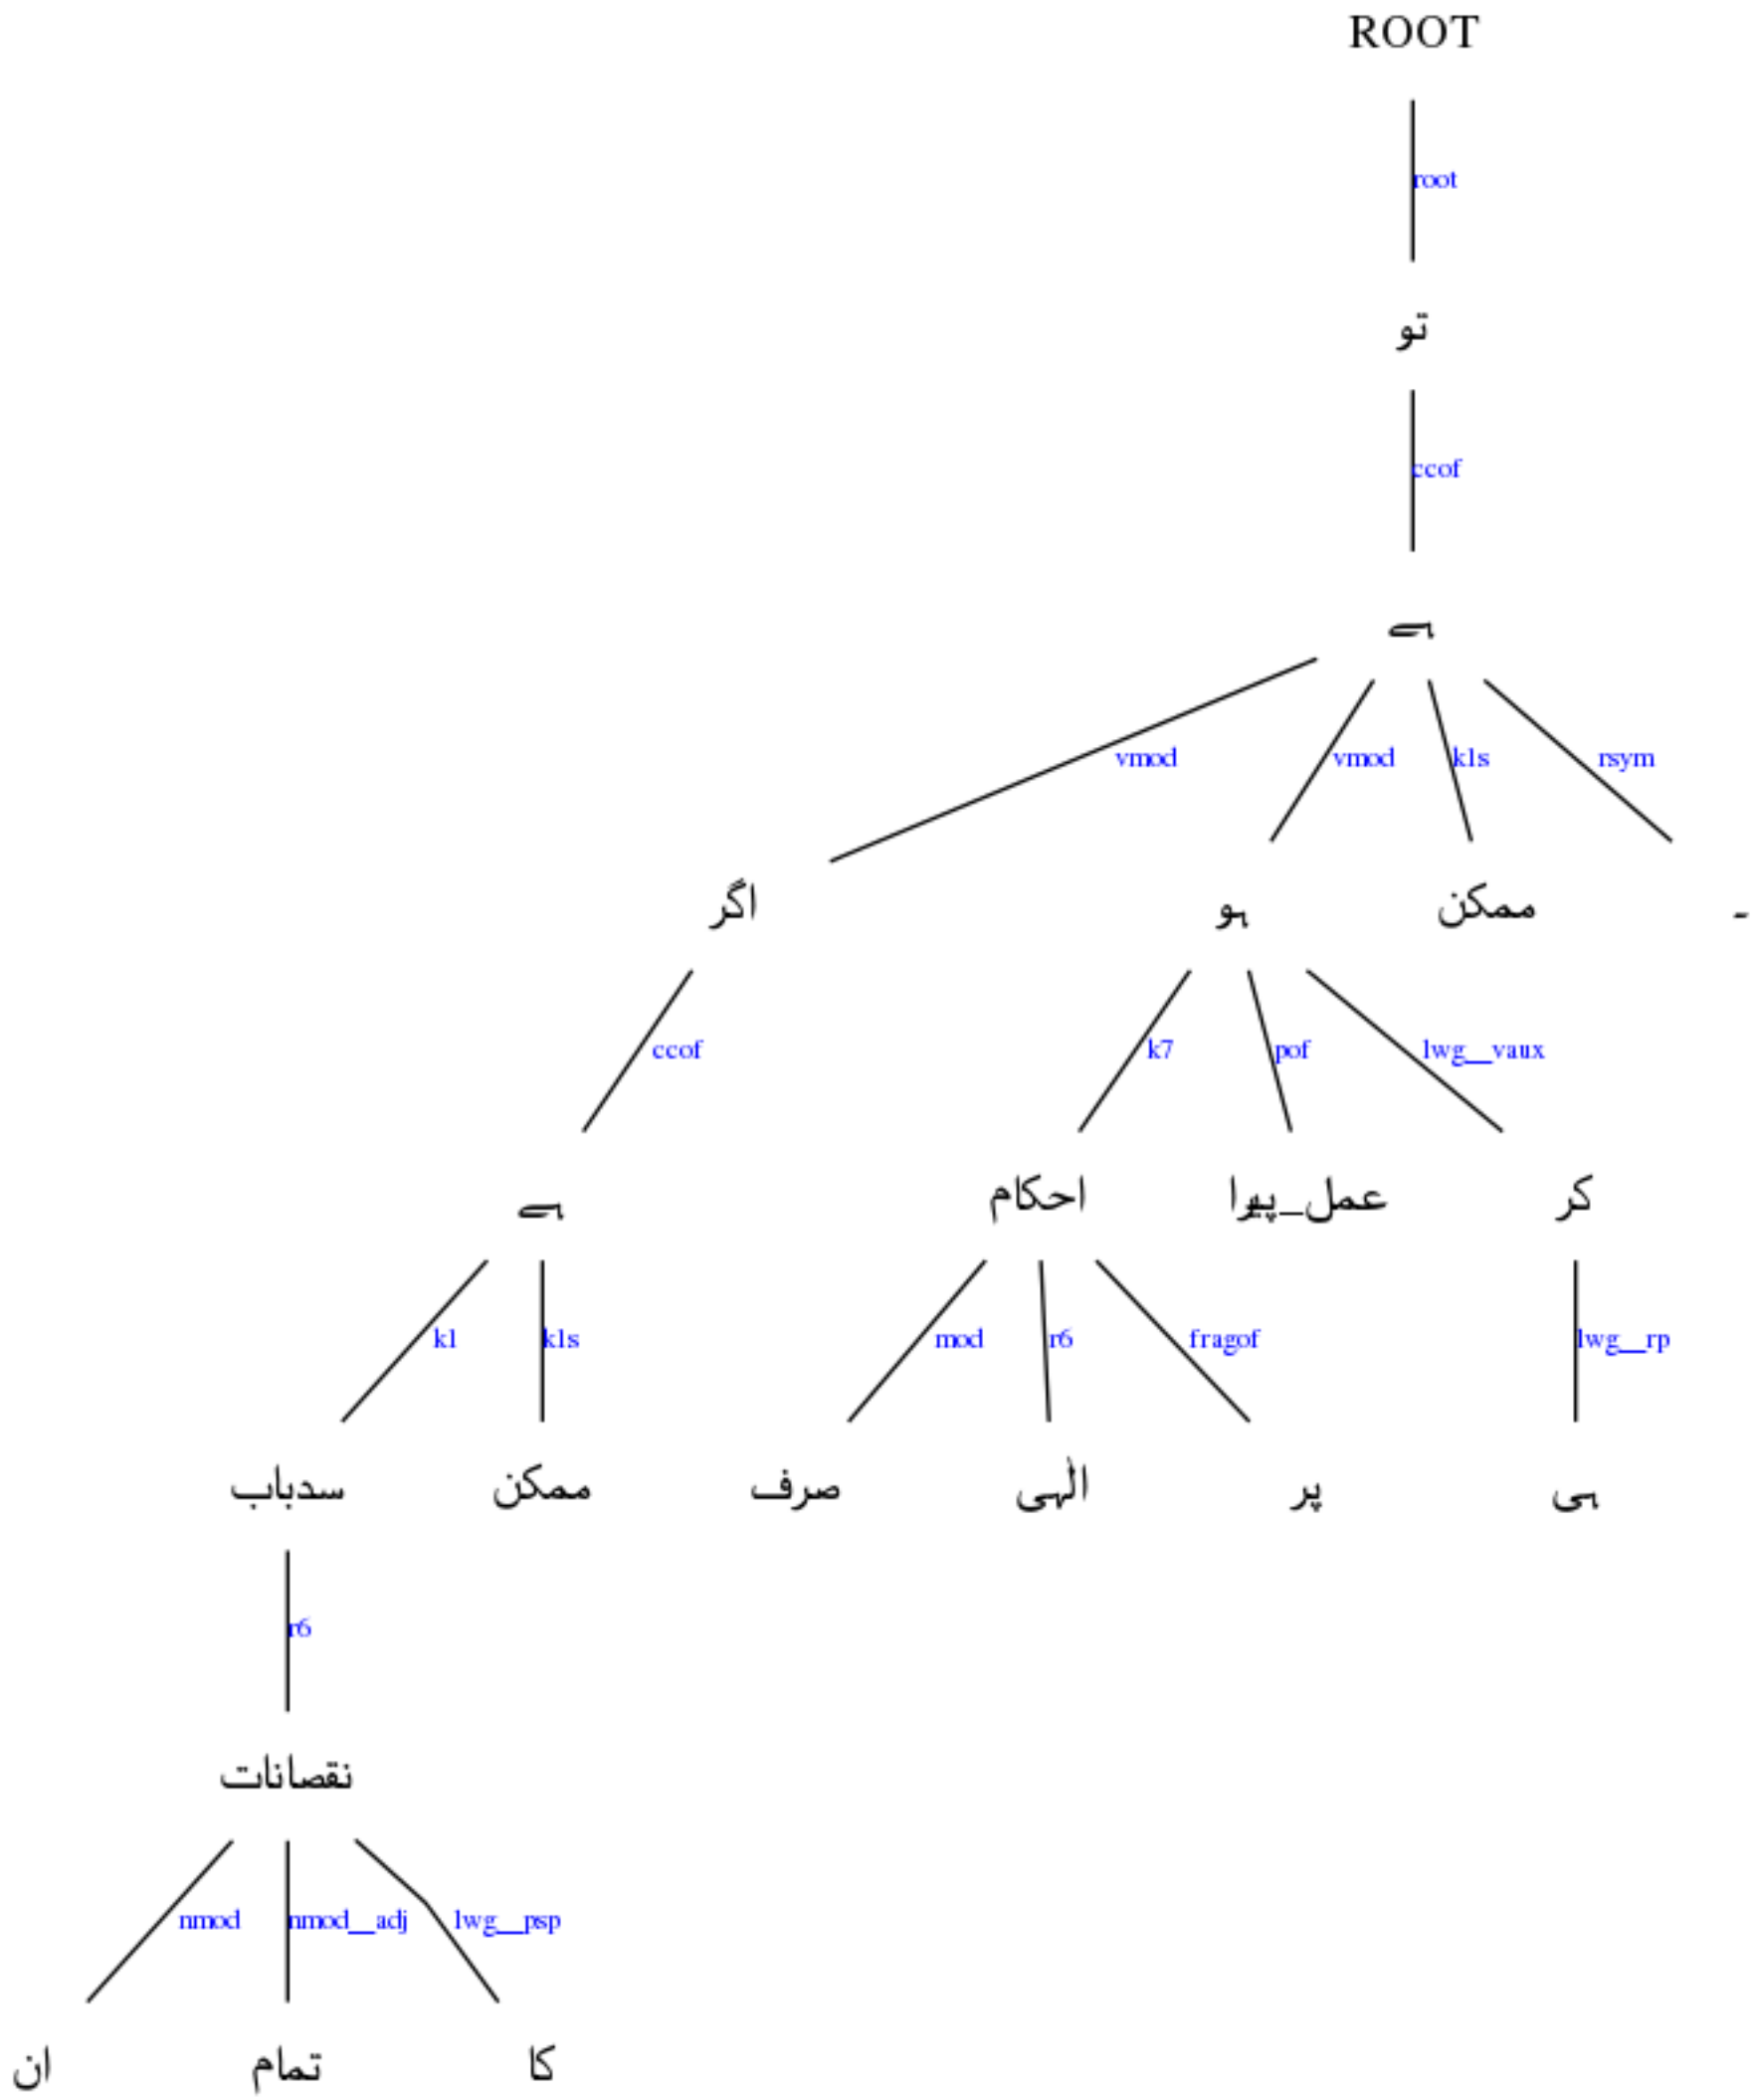 ROOT
root
تو
ccof
ہے
vmod vmod k1s rsym
اگر ہو ممکن ۔
ccof k7 pof lwg__vaux
ہے احکام عمل_پیرا کر
k1 k1s mod r6 fragof lwg__rp
سدباب ممکن صرف الٰہی پر ہی
r6
نقصانات
nmod nmod__adj lwg__psp
ان تمام کا